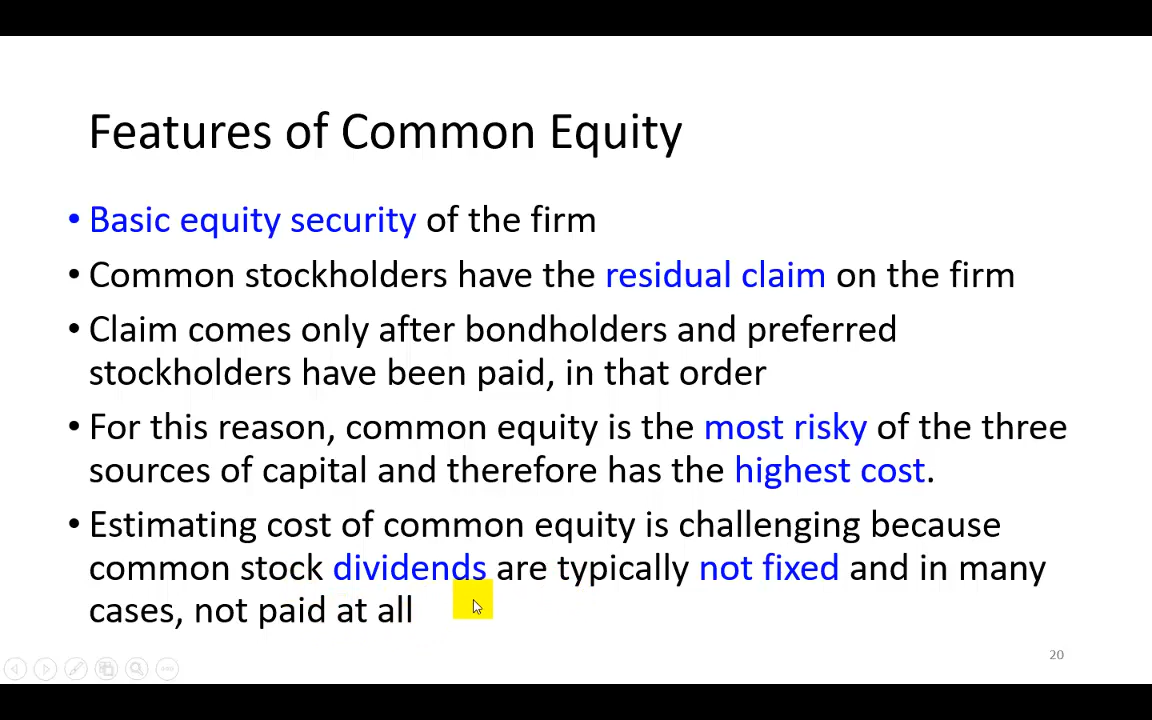 Features of Common Equity
• Basic equity security of the firm
• Common stockholders have the residual claim on the firm
• Claim comes only after bondholders and preferred
stockholders have been paid, in that order
• For this reason, common equity is the most risky of the three
sources of capital and therefore has the highest cost.
• Estimating cost of common equity is challenging because
common stock dividends are typically not fixed and in many
cases, not paid at all
20